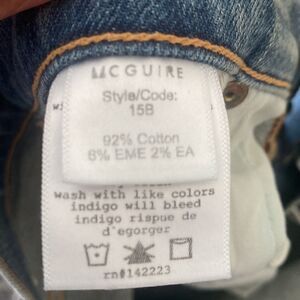 MCGUIRE
Style/Code:
15B
92% Cotton
6% EME 2% EA
wash with like colors
indigo will bleed
indigo rispue de
d'egorger
rn#142223